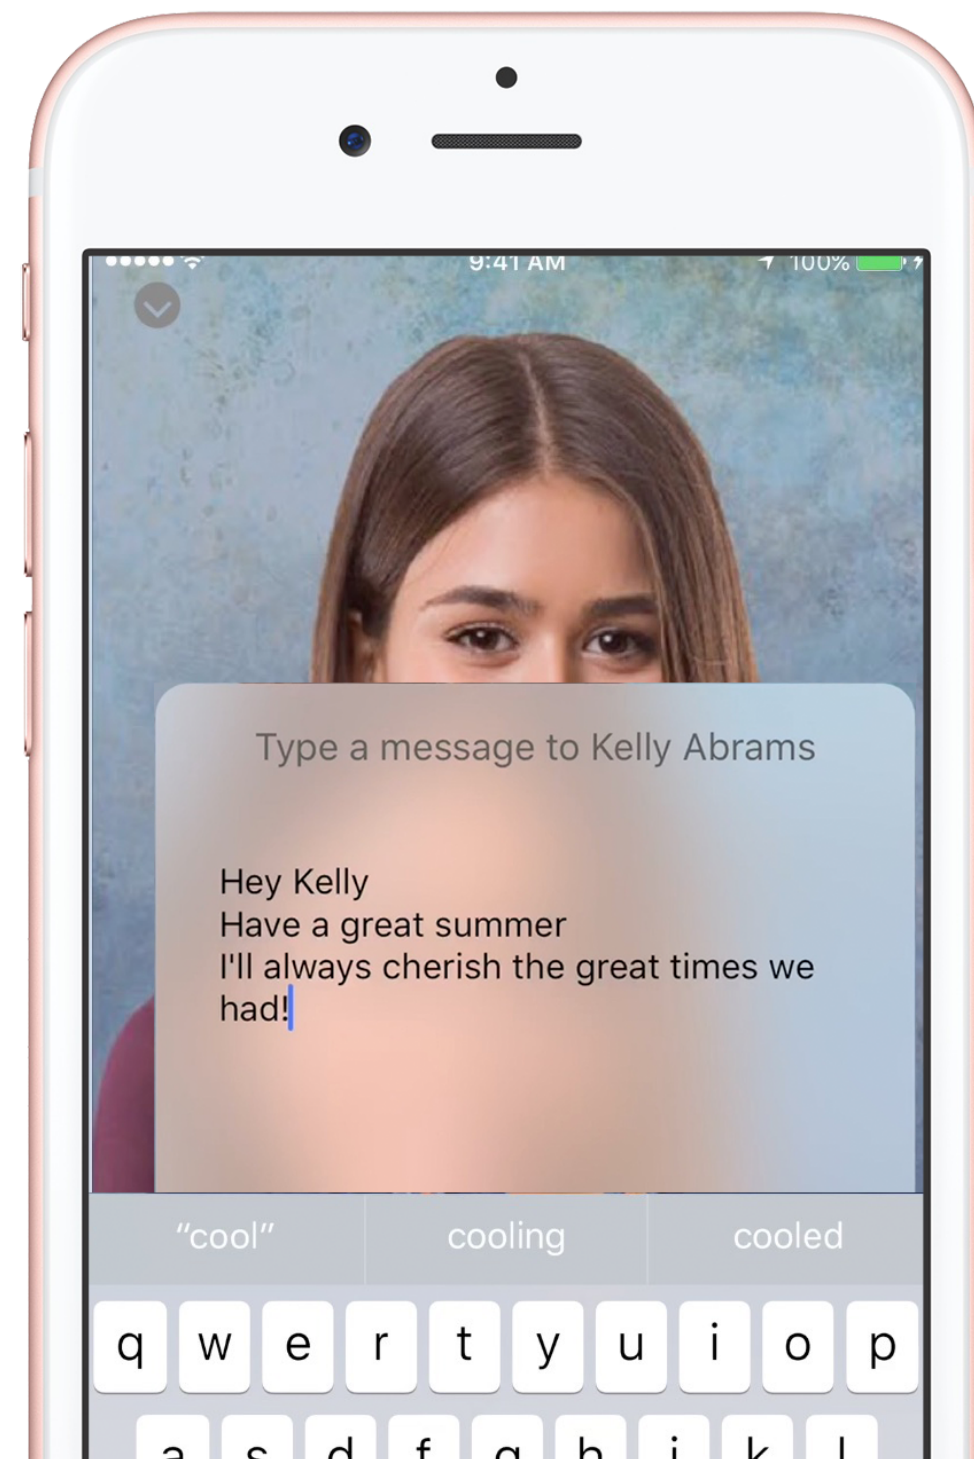 9:41 AM
100%
Type a message to Kelly Abrams
Hey Kelly
Have a great summer
I'll always cherish the great times we
had!
“cool” cooling cooled
q w e r t y u i o p
a s d f g h j k l